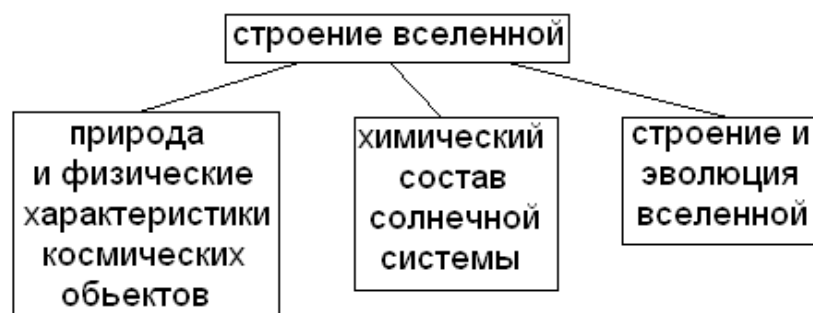 строение вселенной
природа
и физические
характеристики
космических
обьектов
химический
состав
солнечной
системы
строение и
эволюция
вселенной